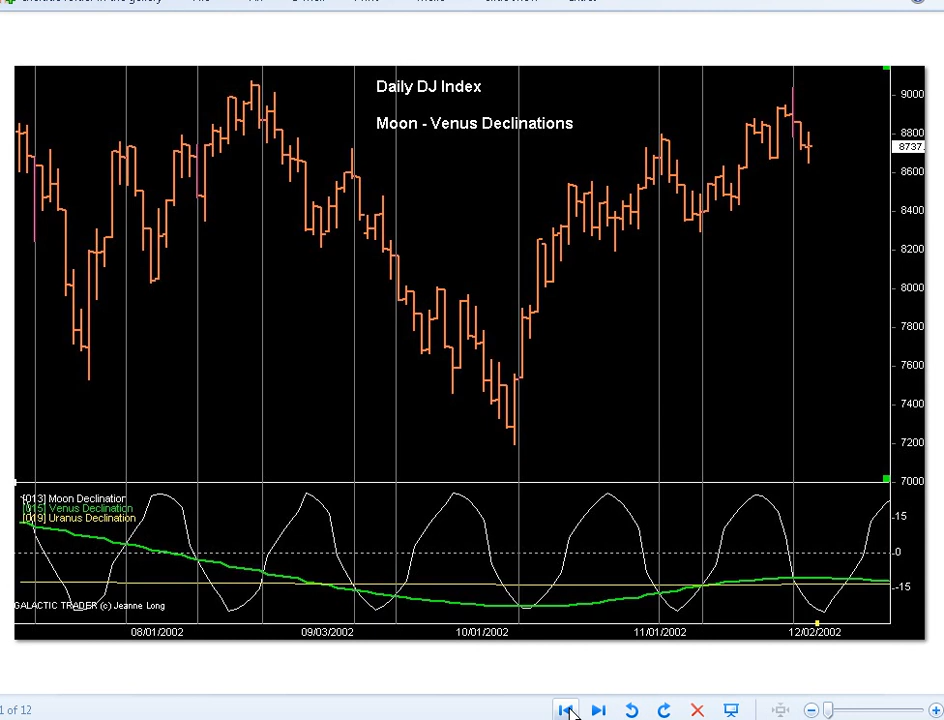 Daily DJ Index
Moon - Venus Declinations
9000
8800
8737
8600
8400
8200
8000
7800
7600
7400
7200
7000
[013] Moon Declination
[015] Venus Declination
[019] Uranus Declination
15
0
-15
GALACTIC TRADER (c) Jeanne Long
08/01/2002 09/03/2002 10/01/2002 11/01/2002 12/02/2002
1 of 12